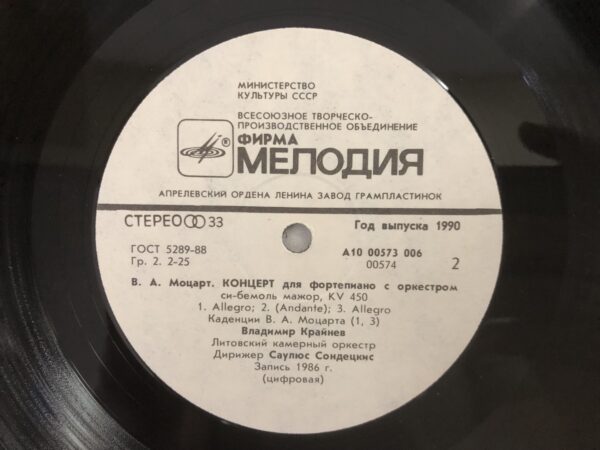 МИНИСТЕРСТВО
КУЛЬТУРЫ СССР
ВСЕСОЮЗНОЕ ТВОРЧЕСКО-
ПРОИЗВОДСТВЕННОЕ ОБЪЕДИНЕНИЕ
® ФИРМА
МЕЛОДИЯ
АПРЕЛЕВСКИЙ ОРДЕНА ЛЕНИНА ЗАВОД ГРАМПЛАСТИНОК
СТЕРЕО 33 Год выпуска 1990
ГОСТ 5289-88 А10 00573 006
Гр. 2. 2-25 00574 2
В. А. Моцарт. КОНЦЕРТ для фортепиано с оркестром
си-бемоль мажор, KV 450
1. Allegro; 2. (Andante); 3. Allegro
Каденции В. А. Моцарта (1, 3)
Владимир Крайнев
Литовский камерный оркестр
Дирижер Саулюс Сондецкис
Запись 1986 г.
(цифровая)